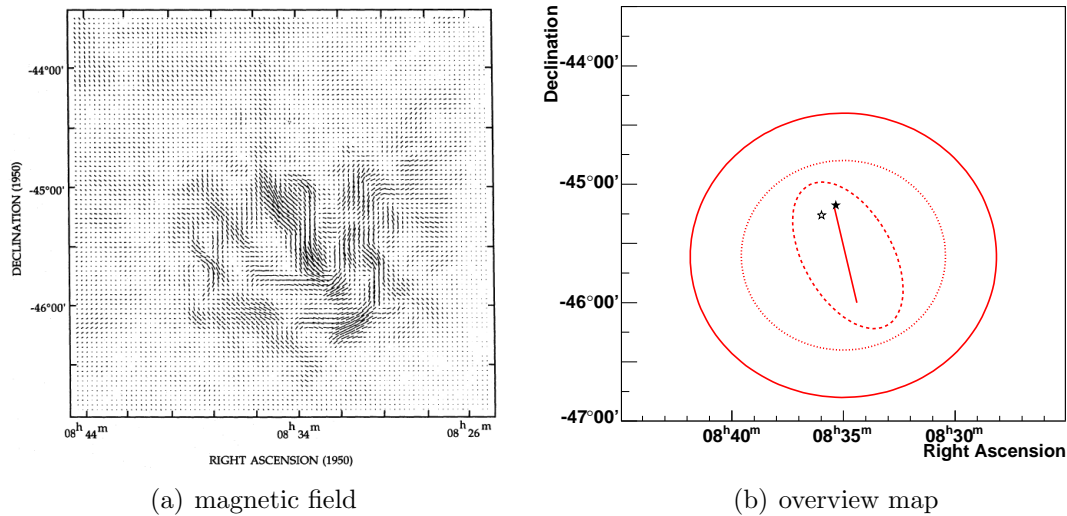 -44°00'
-45°00'
-46°00'
DECLINATION (1950)
08ʰ 44ᵐ
08ʰ 34ᵐ
08ʰ 26ᵐ
RIGHT ASCENSION (1950)
(a) magnetic field
Declination
-44°00'
-45°00'
-46°00'
-47°00'
08ʰ40ᵐ
08ʰ35ᵐ
08ʰ30ᵐ
Right Ascension
(b) overview map